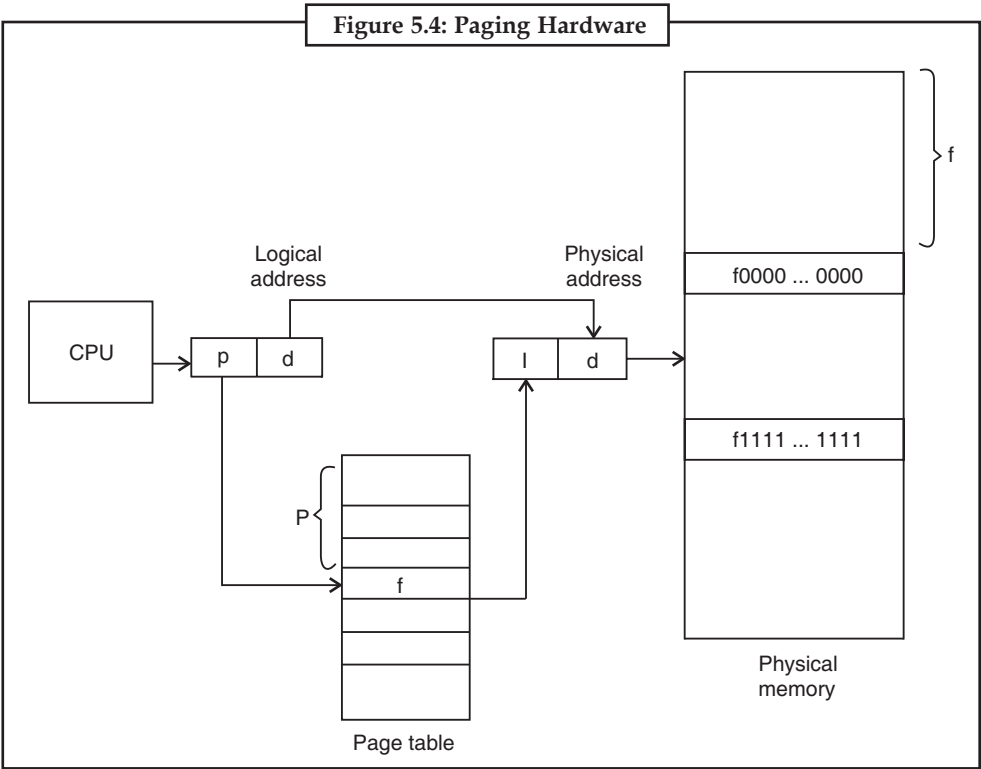 Figure 5.4: Paging Hardware
f
Logical
address
Physical
address
f0000 ... 0000
CPU
p
d
l
d
f1111 ... 1111
P
f
Page table
Physical
memory